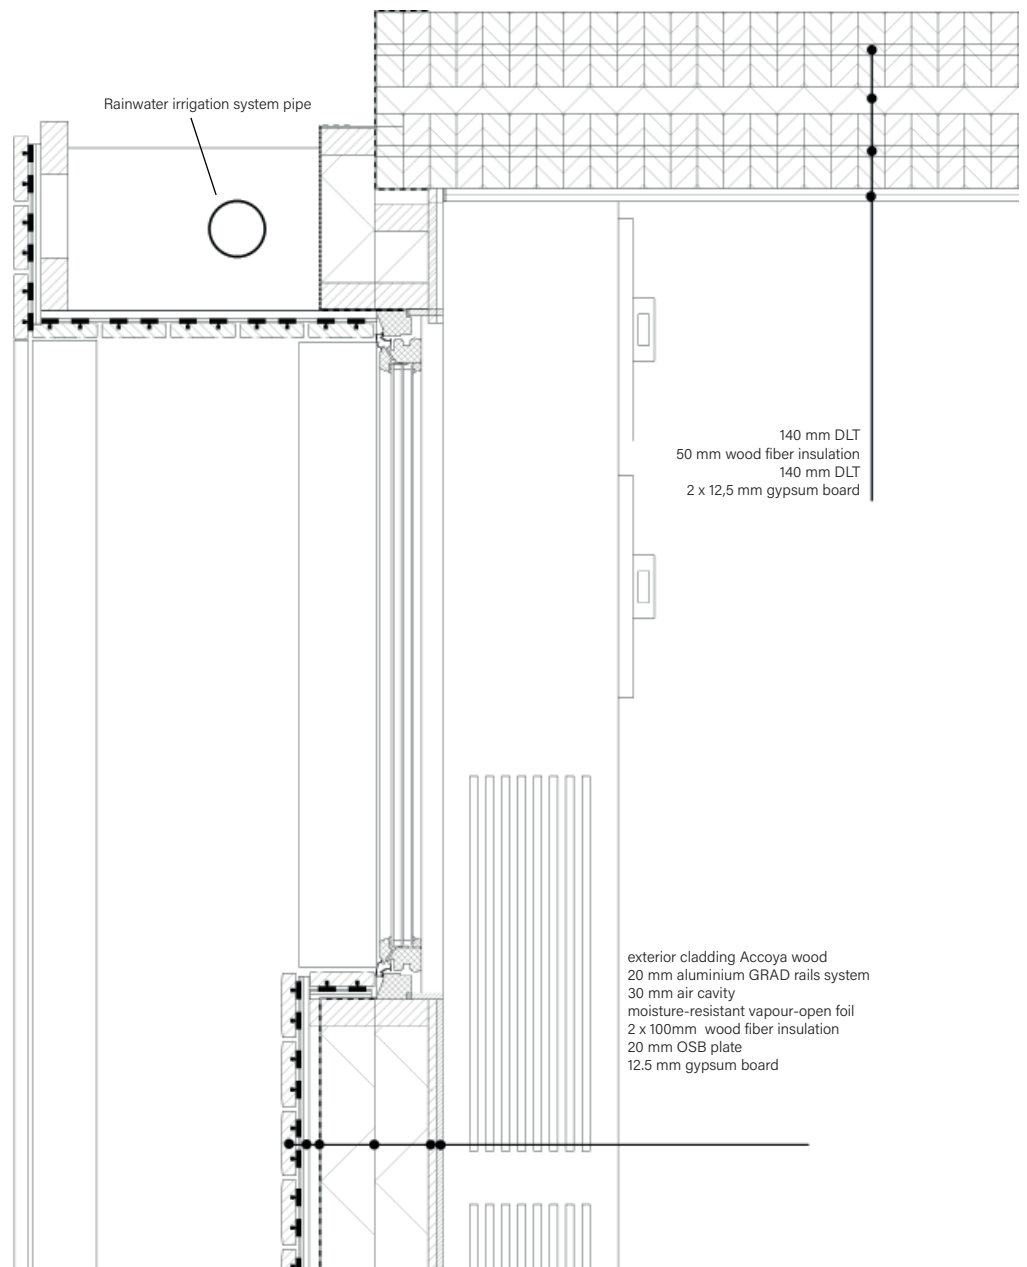 Rainwater irrigation system pipe
140 mm DLT
50 mm wood fiber insulation
140 mm DLT
2 x 12,5 mm gypsum board
exterior cladding Accoya wood
20 mm aluminium GRAD rails system
30 mm air cavity
moisture-resistant vapour-open foil
2 x 100mm  wood fiber insulation
20 mm OSB plate
12.5 mm gypsum board